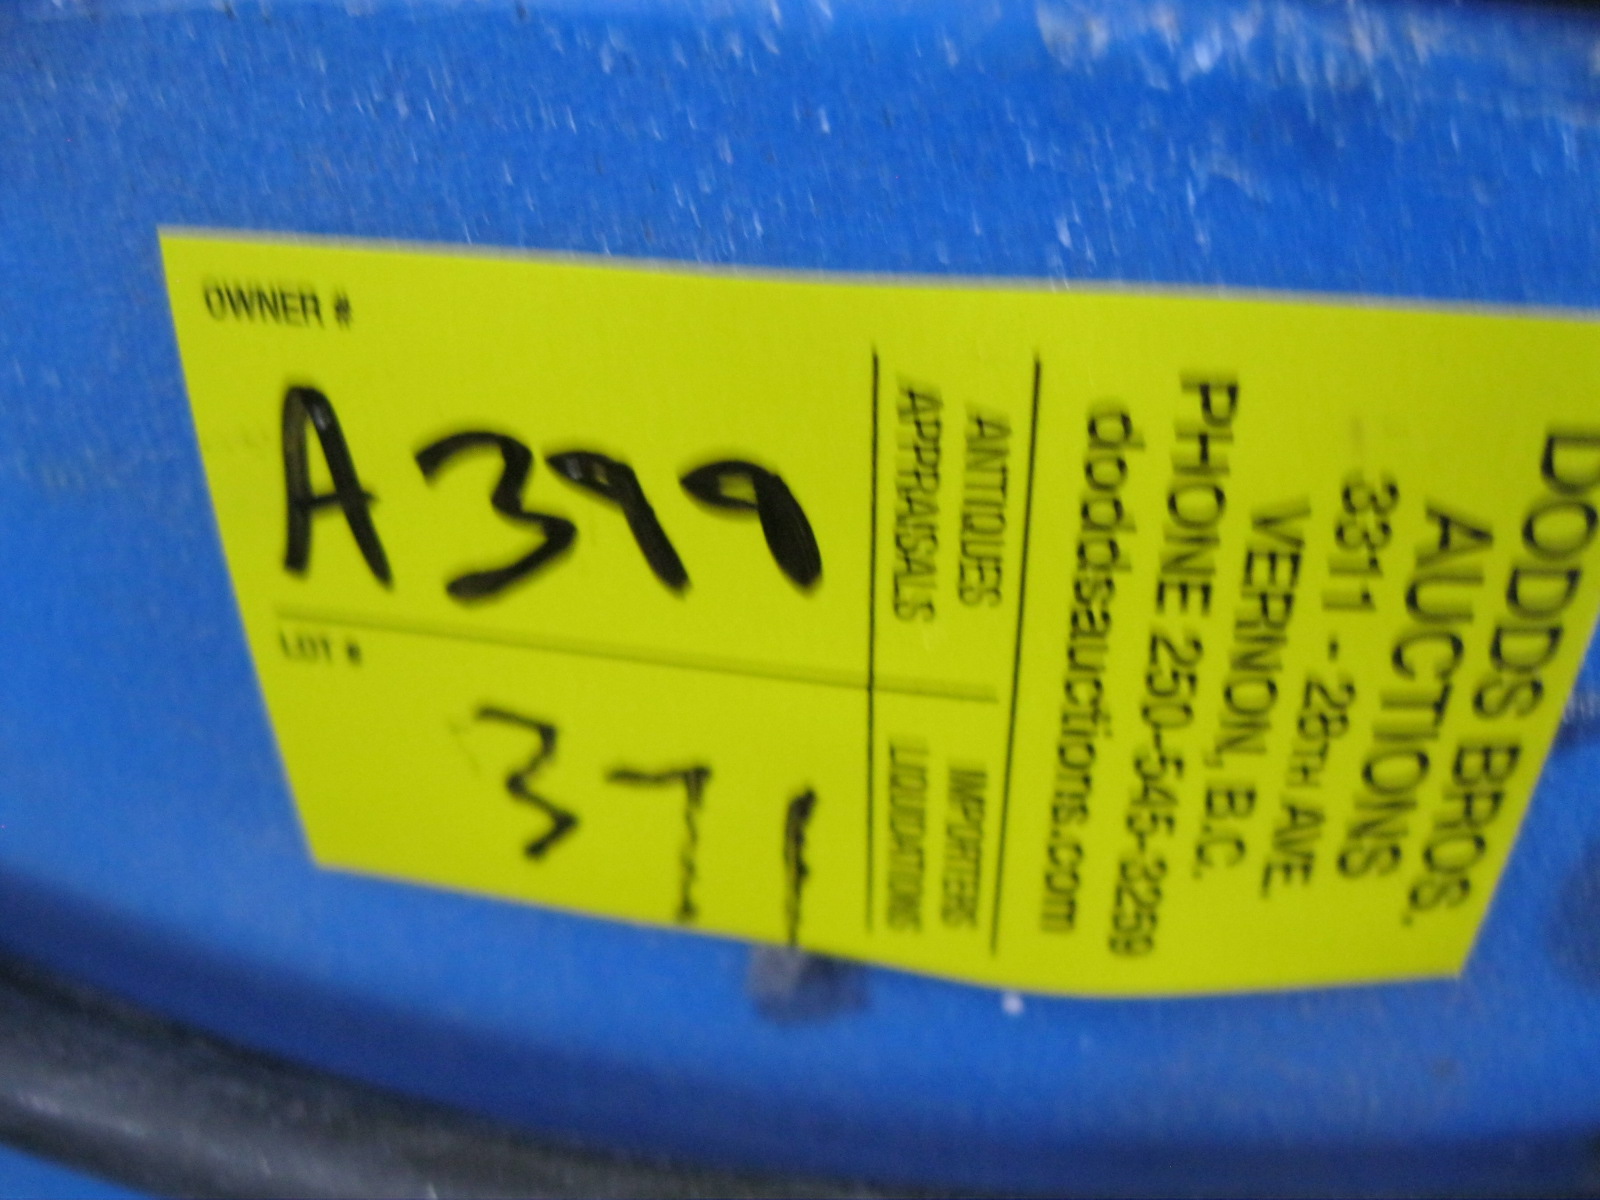 OWNER #
A399
LOT #
371
ANTIQUES
APPRAISALS
IMPORTERS
LIQUIDATIONS
DODDS BROS.
AUCTIONS
3311 - 28TH AVE.
VERNON, B.C.
PHONE 250-545-3259
doddsauctions.com